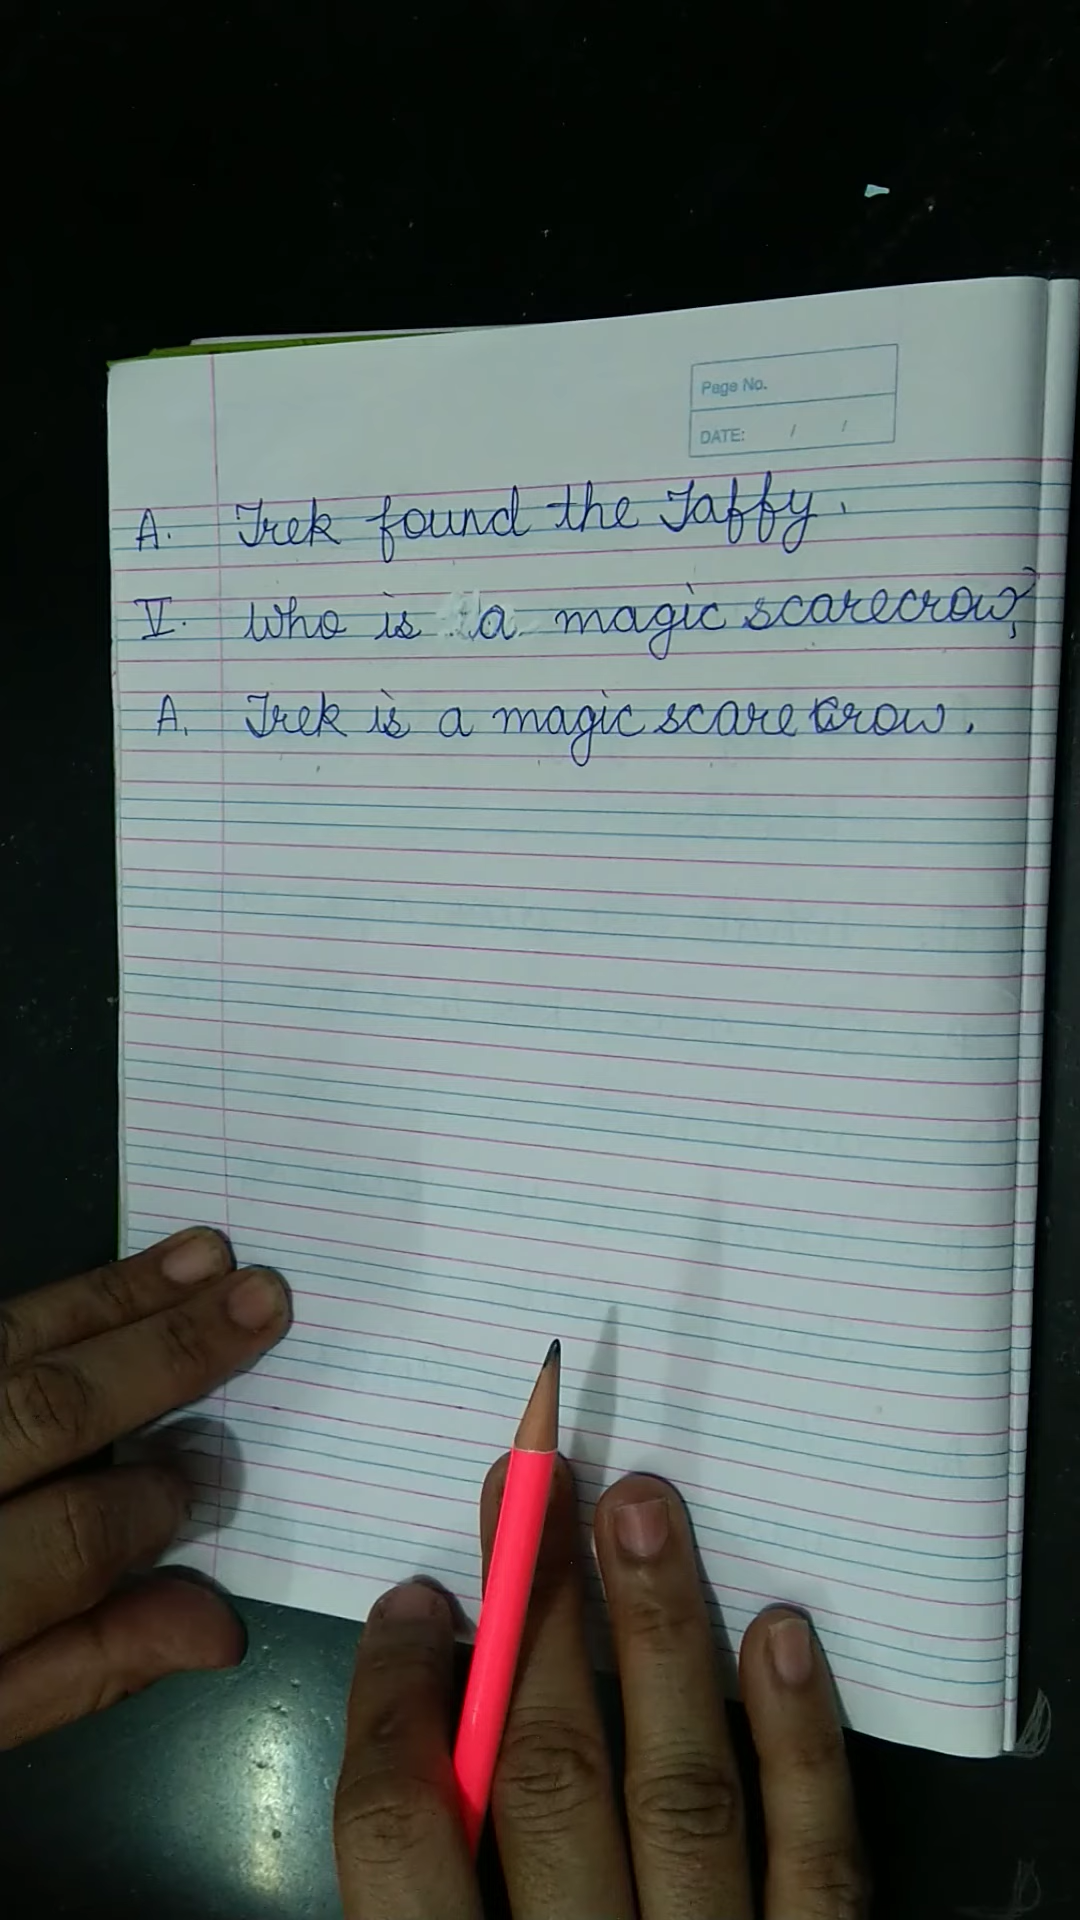 Page No.
DATE: / /
A. Trek found the Taffy.
V. Who is a magic scarecrow?
A. Trek is a magic scarecrow.